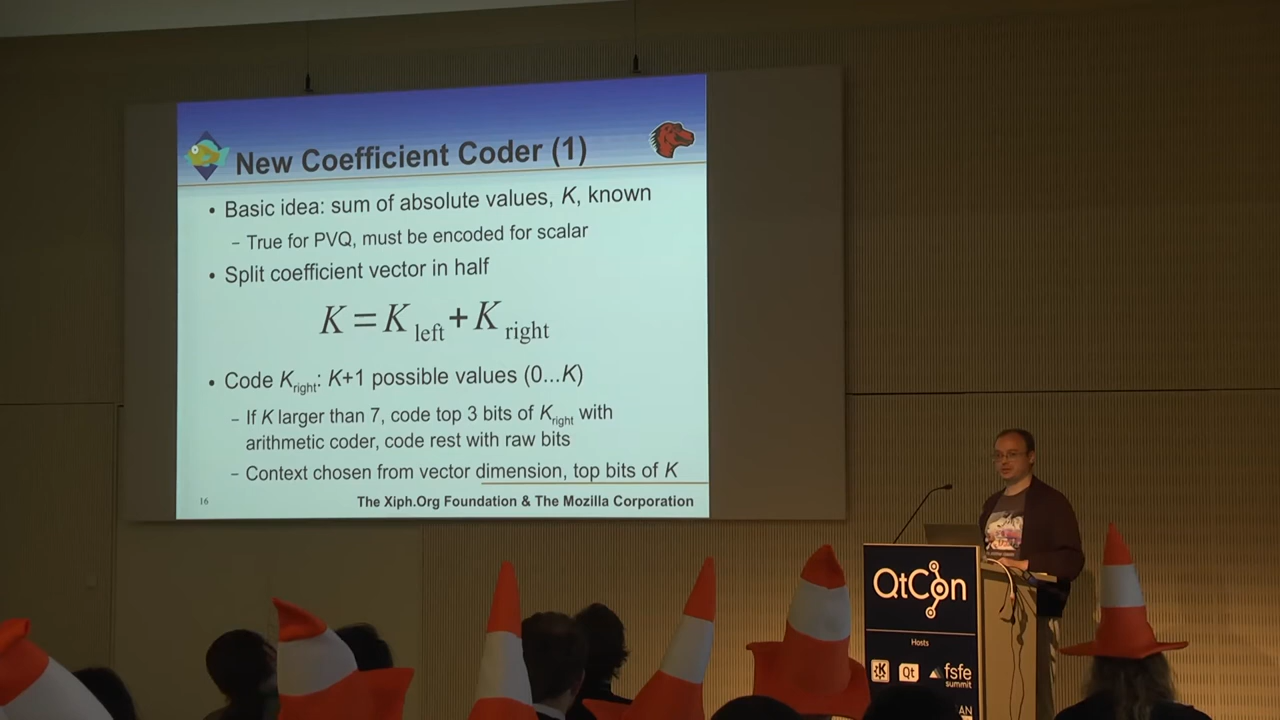 New Coefficient Coder (1)
• Basic idea: sum of absolute values, K, known
– True for PVQ, must be encoded for scalar
• Split coefficient vector in half
K = K left + K right
• Code Kright: K+1 possible values (0...K)
– If K larger than 7, code top 3 bits of Kright with
arithmetic coder, code rest with raw bits
– Context chosen from vector dimension, top bits of K
16
The Xiph.Org Foundation & The Mozilla Corporation
QtCon
Hosts
Qt
fsfe
summit
AN